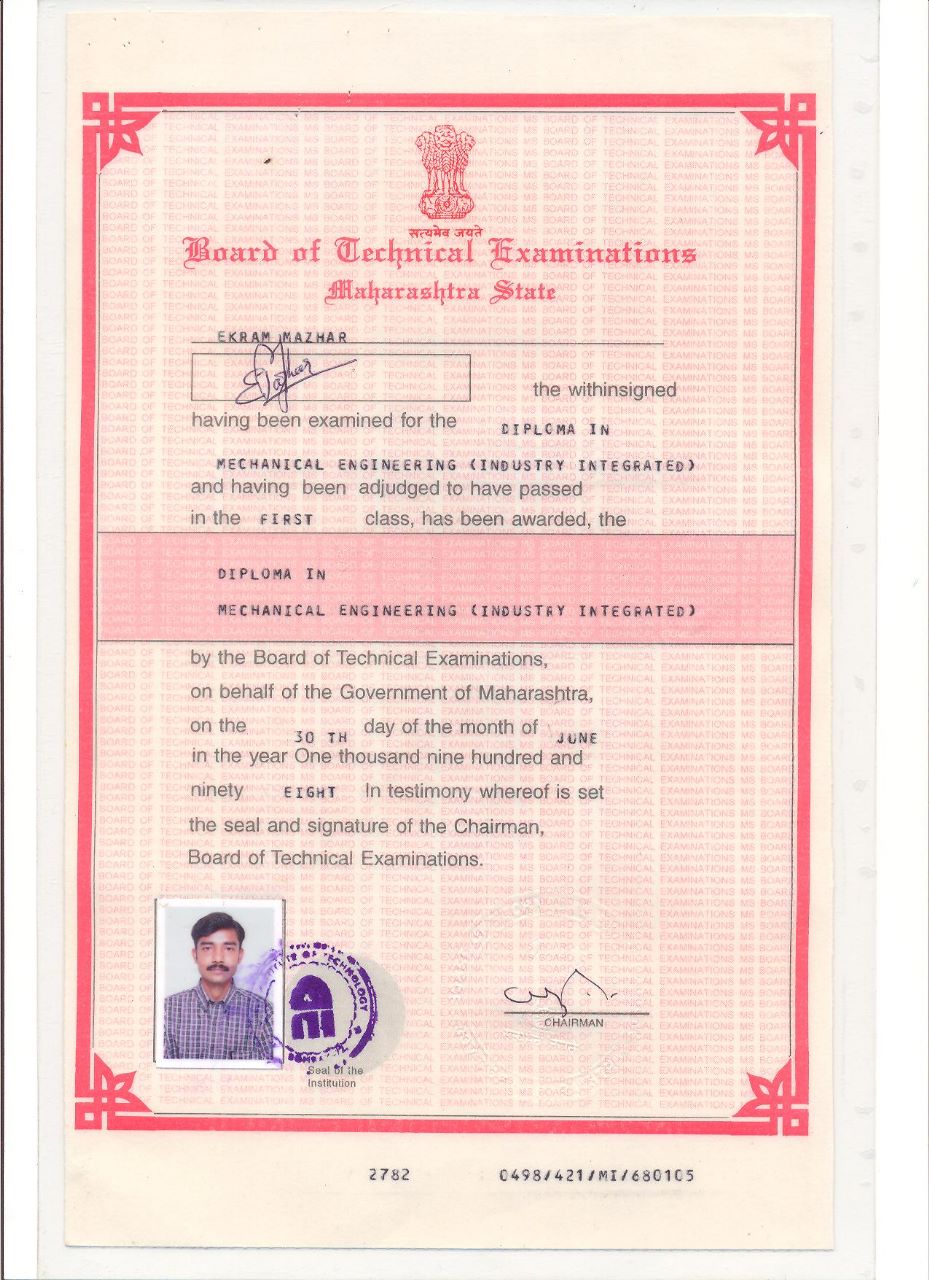 सत्यमेव जयते
Board of Technical Examinations
Maharashtra State
EKRAM MAZHAR
the withinsigned
having been examined for the DIPLOMA IN
MECHANICAL ENGINEERING (INDUSTRY INTEGRATED)
and having been adjudged to have passed
in the FIRST class, has been awarded, the
DIPLOMA IN
MECHANICAL ENGINEERING (INDUSTRY INTEGRATED)
by the Board of Technical Examinations,
on behalf of the Government of Maharashtra,
on the 30 TH day of the month of JUNE
in the year One thousand nine hundred and
ninety EIGHT In testimony whereof is set
the seal and signature of the Chairman,
Board of Technical Examinations.
OF TECHNOLOGY
CHAIRMAN
Seal of the
Institution
2782 0498/421/MI/680105